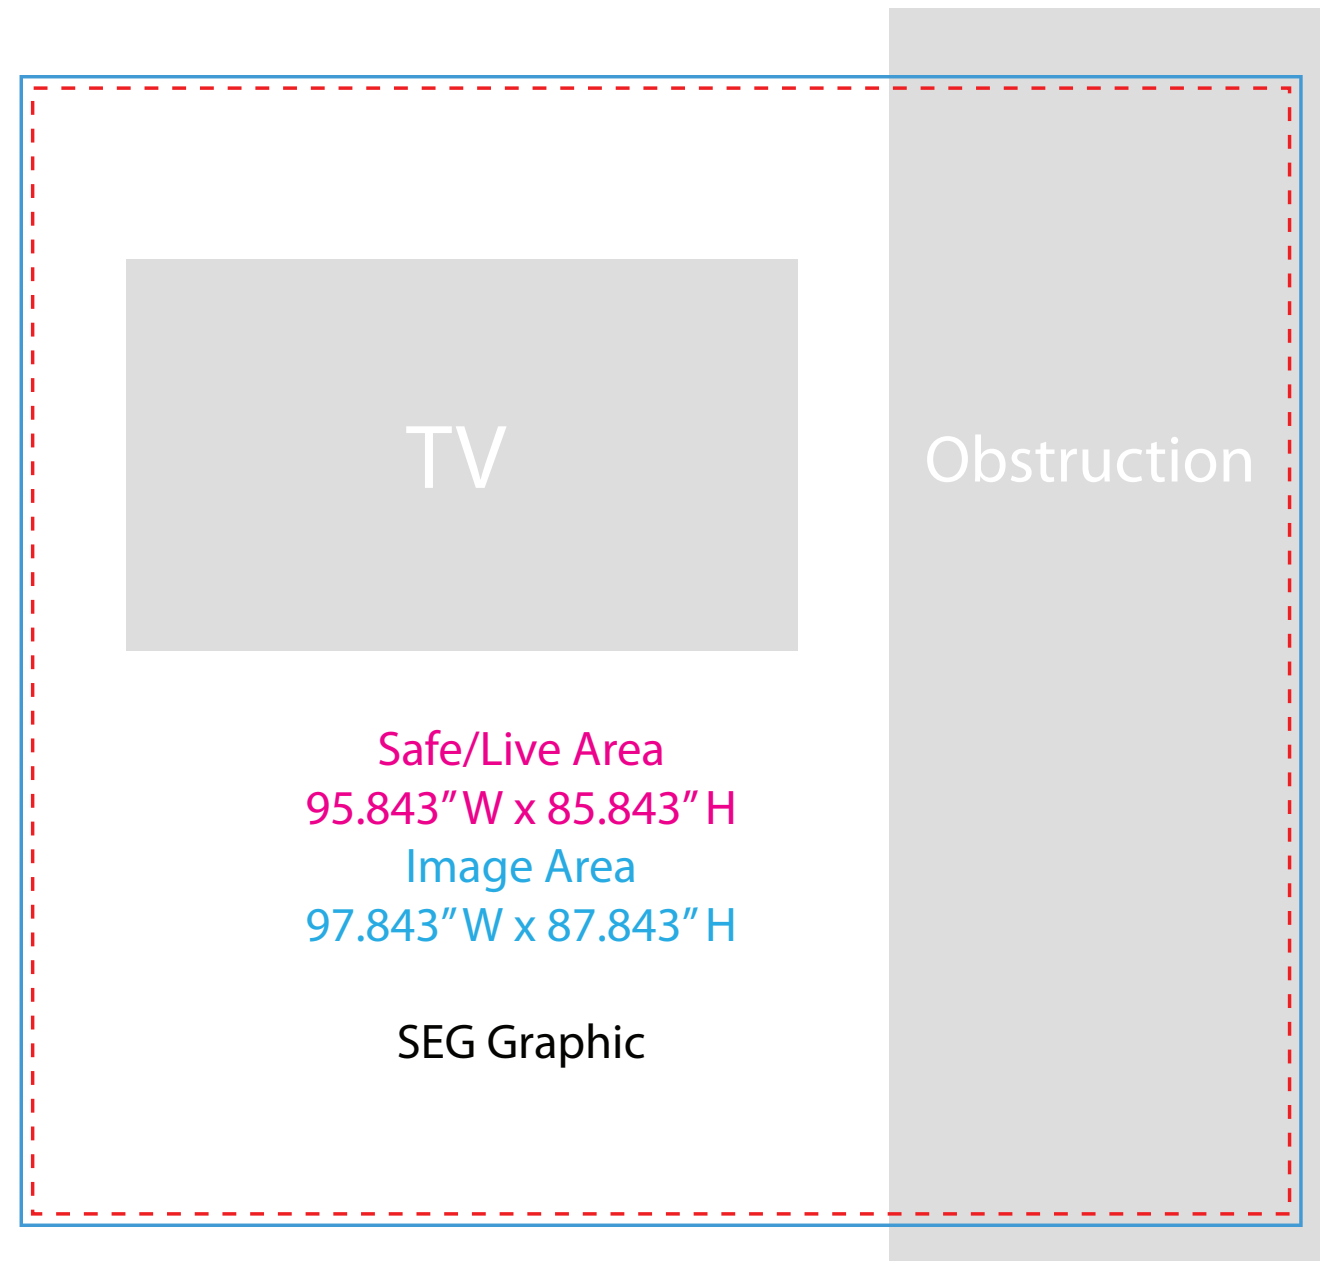 TV
Obstruction
Safe/Live Area
95.843” W x 85.843” H
Image Area
97.843” W x 87.843” H
SEG Graphic